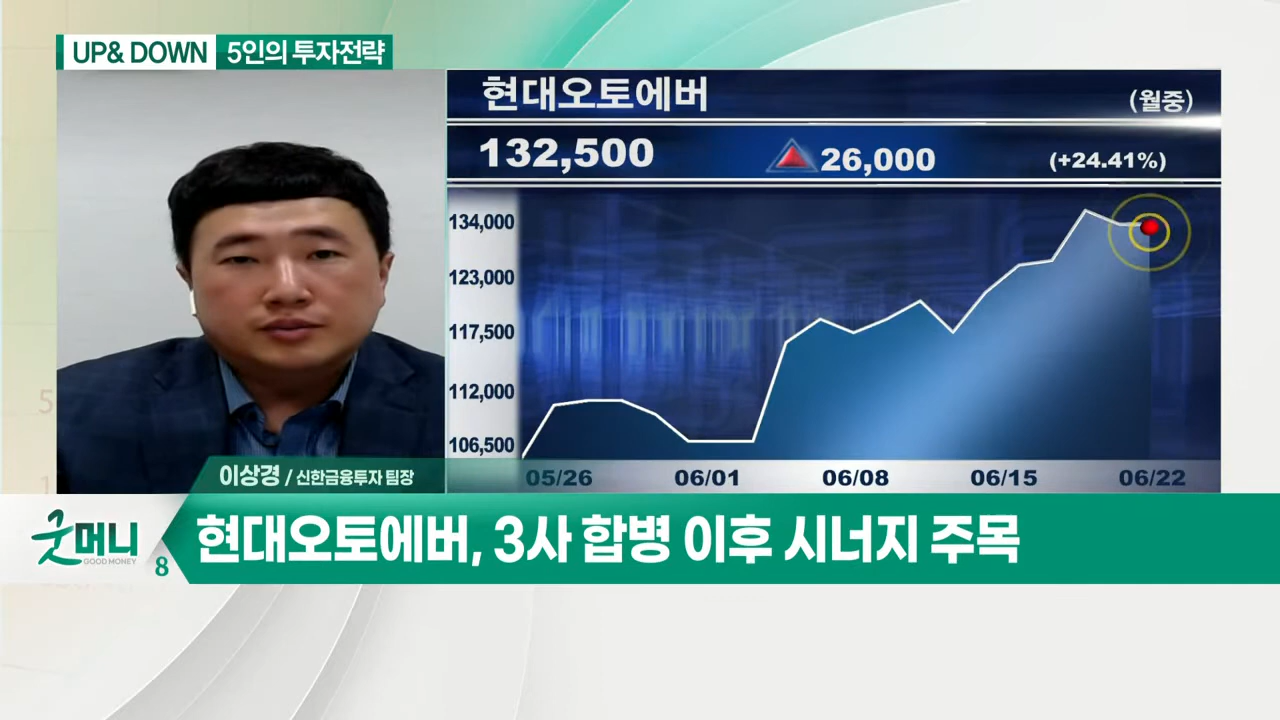 UP& DOWN 5인의 투자전략
현대오토에버 (월중)
132,500 ▲ 26,000 (+24.41%)
134,000
123,000
117,500
112,000
106,500
05/26 06/01 06/08 06/15 06/22
이상경 / 신한금융투자 팀장
굿머니
GOOD MONEY
8
현대오토에버, 3사 합병 이후 시너지 주목
5
1